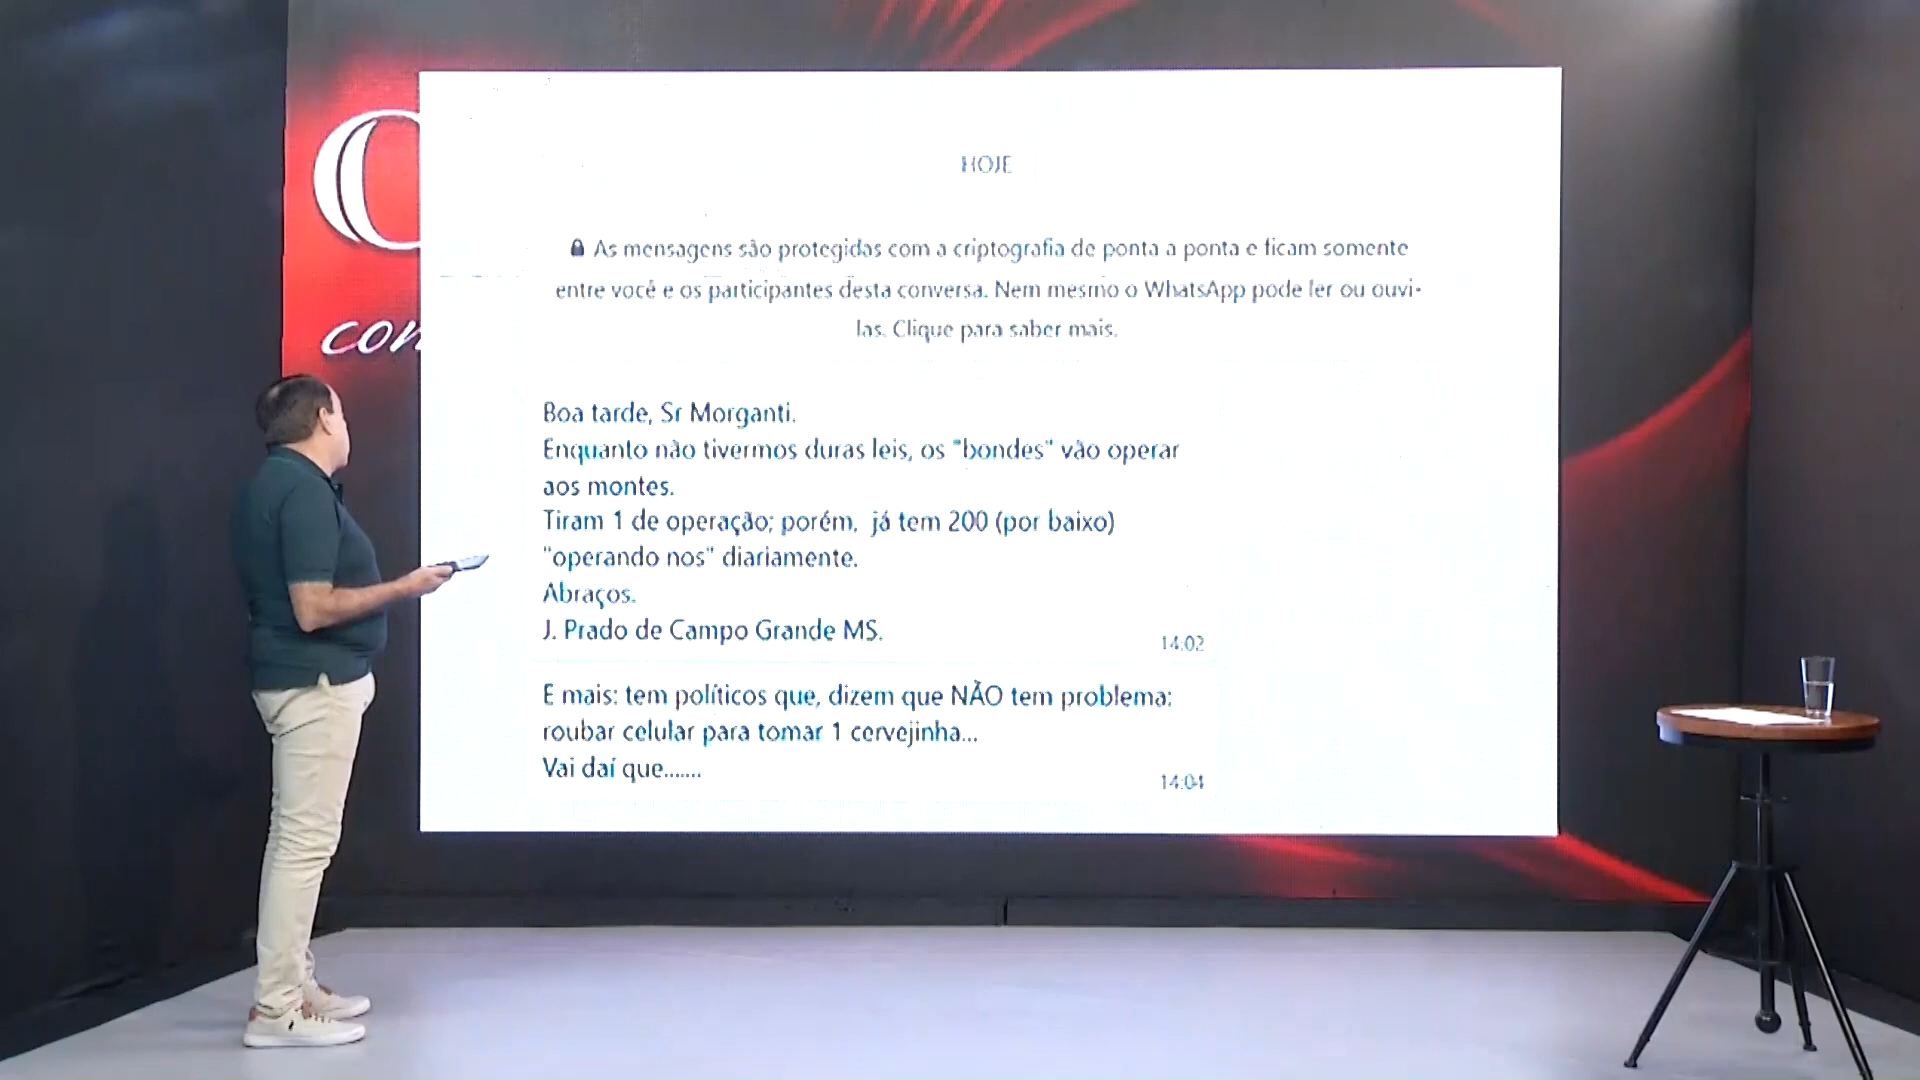 HOJE
As mensagens são protegidas com a criptografia de ponta a ponta e ficam somente
entre você e os participantes desta conversa. Nem mesmo o WhatsApp pode ler ou ouvi-
las. Clique para saber mais.
Boa tarde, Sr Morganti.
Enquanto não tivermos duras leis, os "bondes" vão operar
aos montes.
Tiram 1 de operação; porém, já tem 200 (por baixo)
"operando nos" diariamente.
Abraços.
J. Prado de Campo Grande MS.
14:02
E mais: tem políticos que, dizem que NÃO tem problema:
roubar celular para tomar 1 cervejinha...
Vai daí que.......
14:04